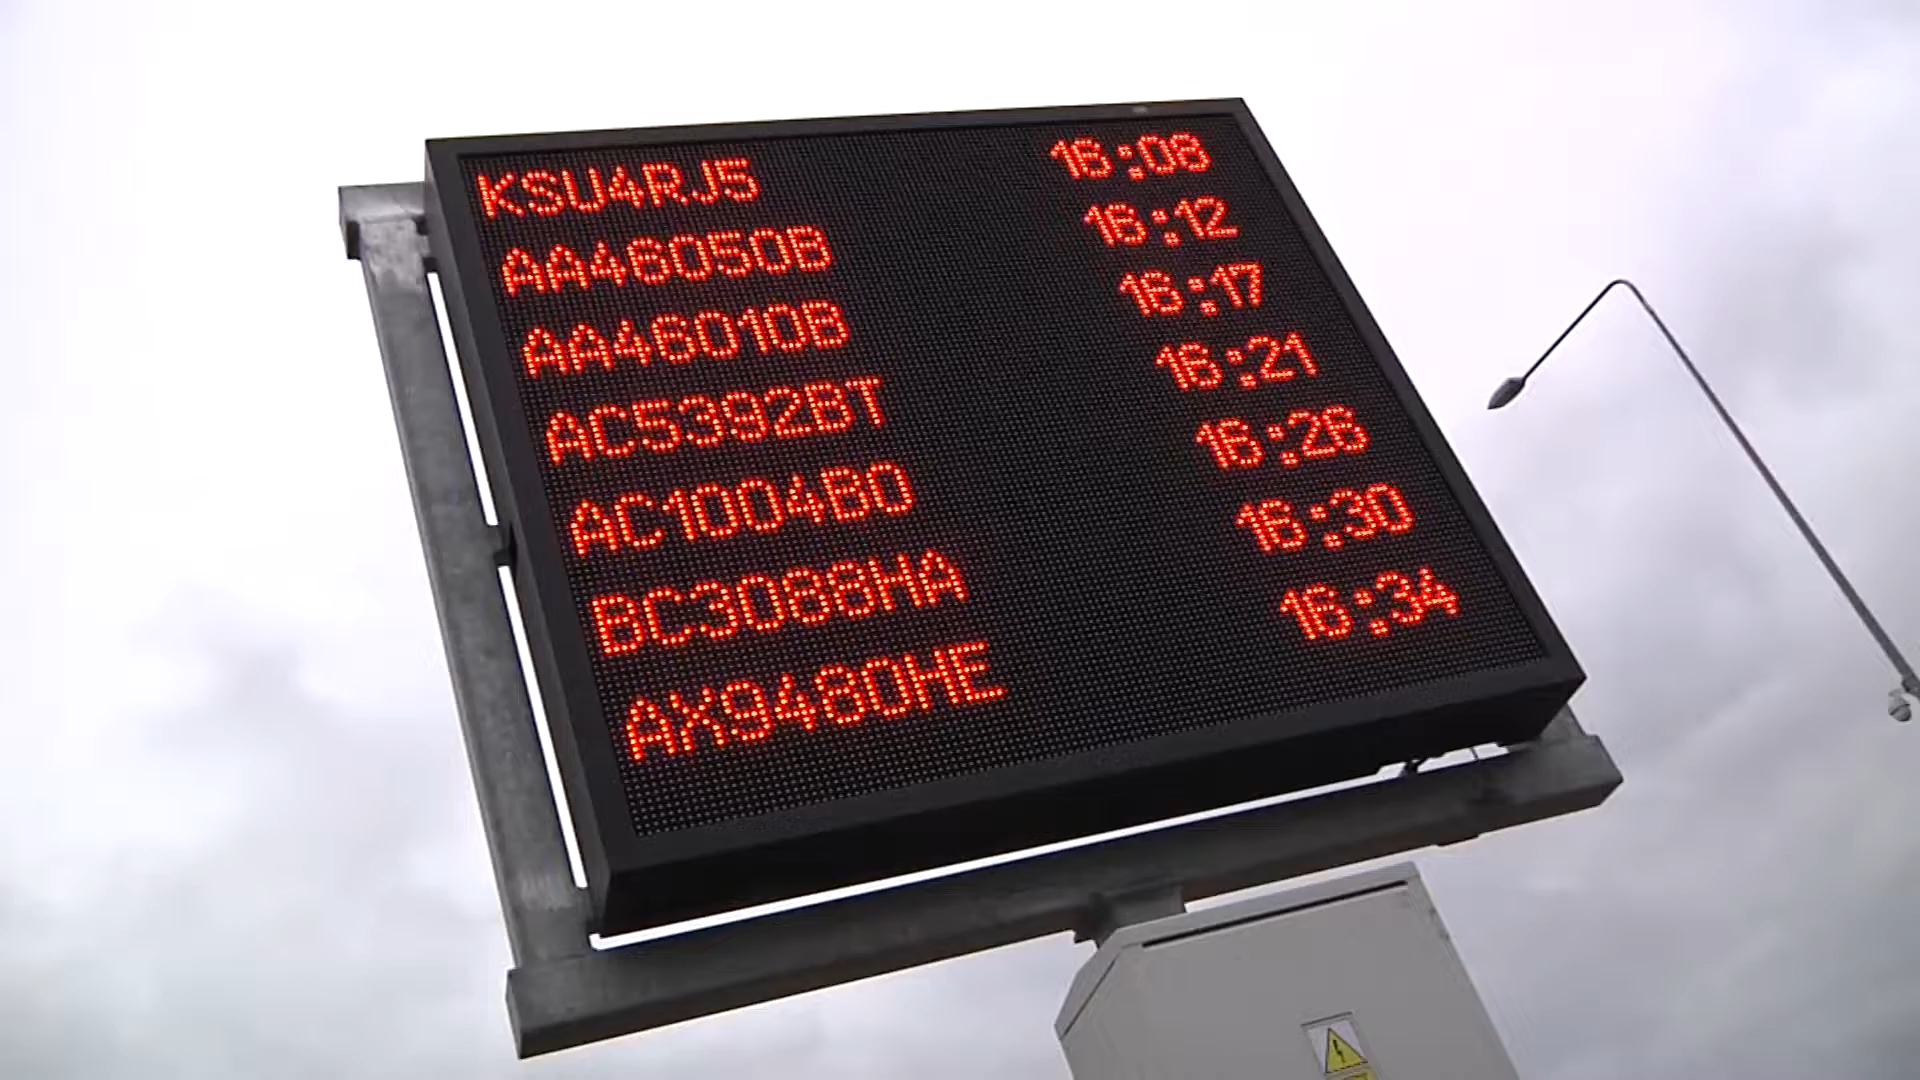 KSU4RJ5 16:08
AA4605OB 16:12
AA4601OB 16:17
AC5392BT 16:21
AC1004BO 16:26
BC3088HA 16:30
AX9480HE 16:34